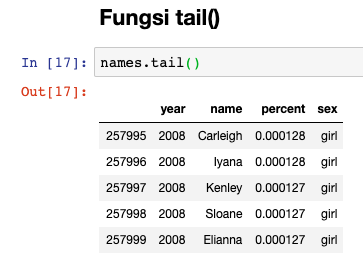 Fungsi tail()
In [17]: names.tail()
Out[17]:
year name percent sex
257995 2008 Carleigh 0.000128 girl
257996 2008 Iyana 0.000128 girl
257997 2008 Kenley 0.000127 girl
257998 2008 Sloane 0.000127 girl
257999 2008 Elianna 0.000127 girl